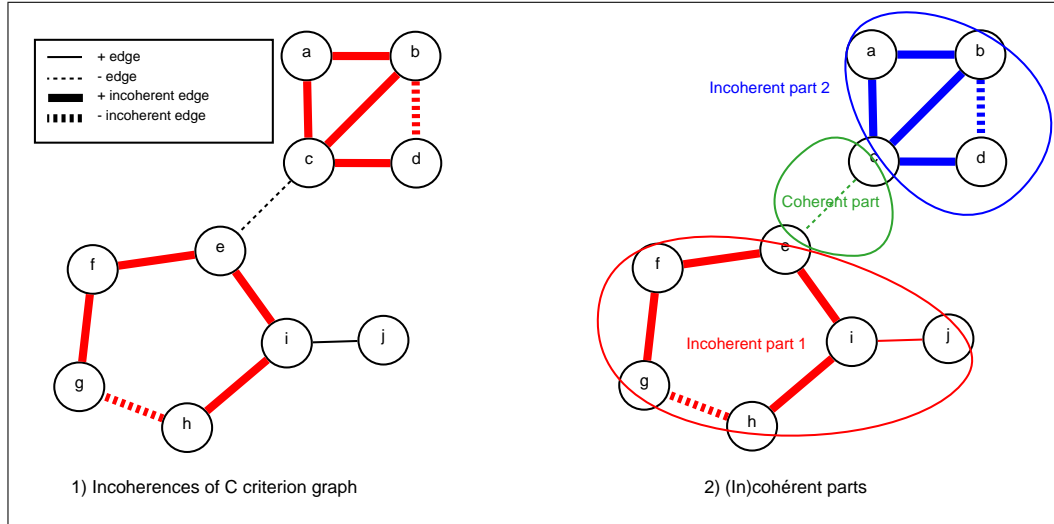 + edge
- edge
+ incoherent edge
- incoherent edge
a
b
c
d
e
f
g
h
i
j
1) Incoherences of C criterion graph
a
b
Incoherent part 2
c
d
Coherent part
e
f
Incoherent part 1
i
j
g
h
2) (In)cohérent parts